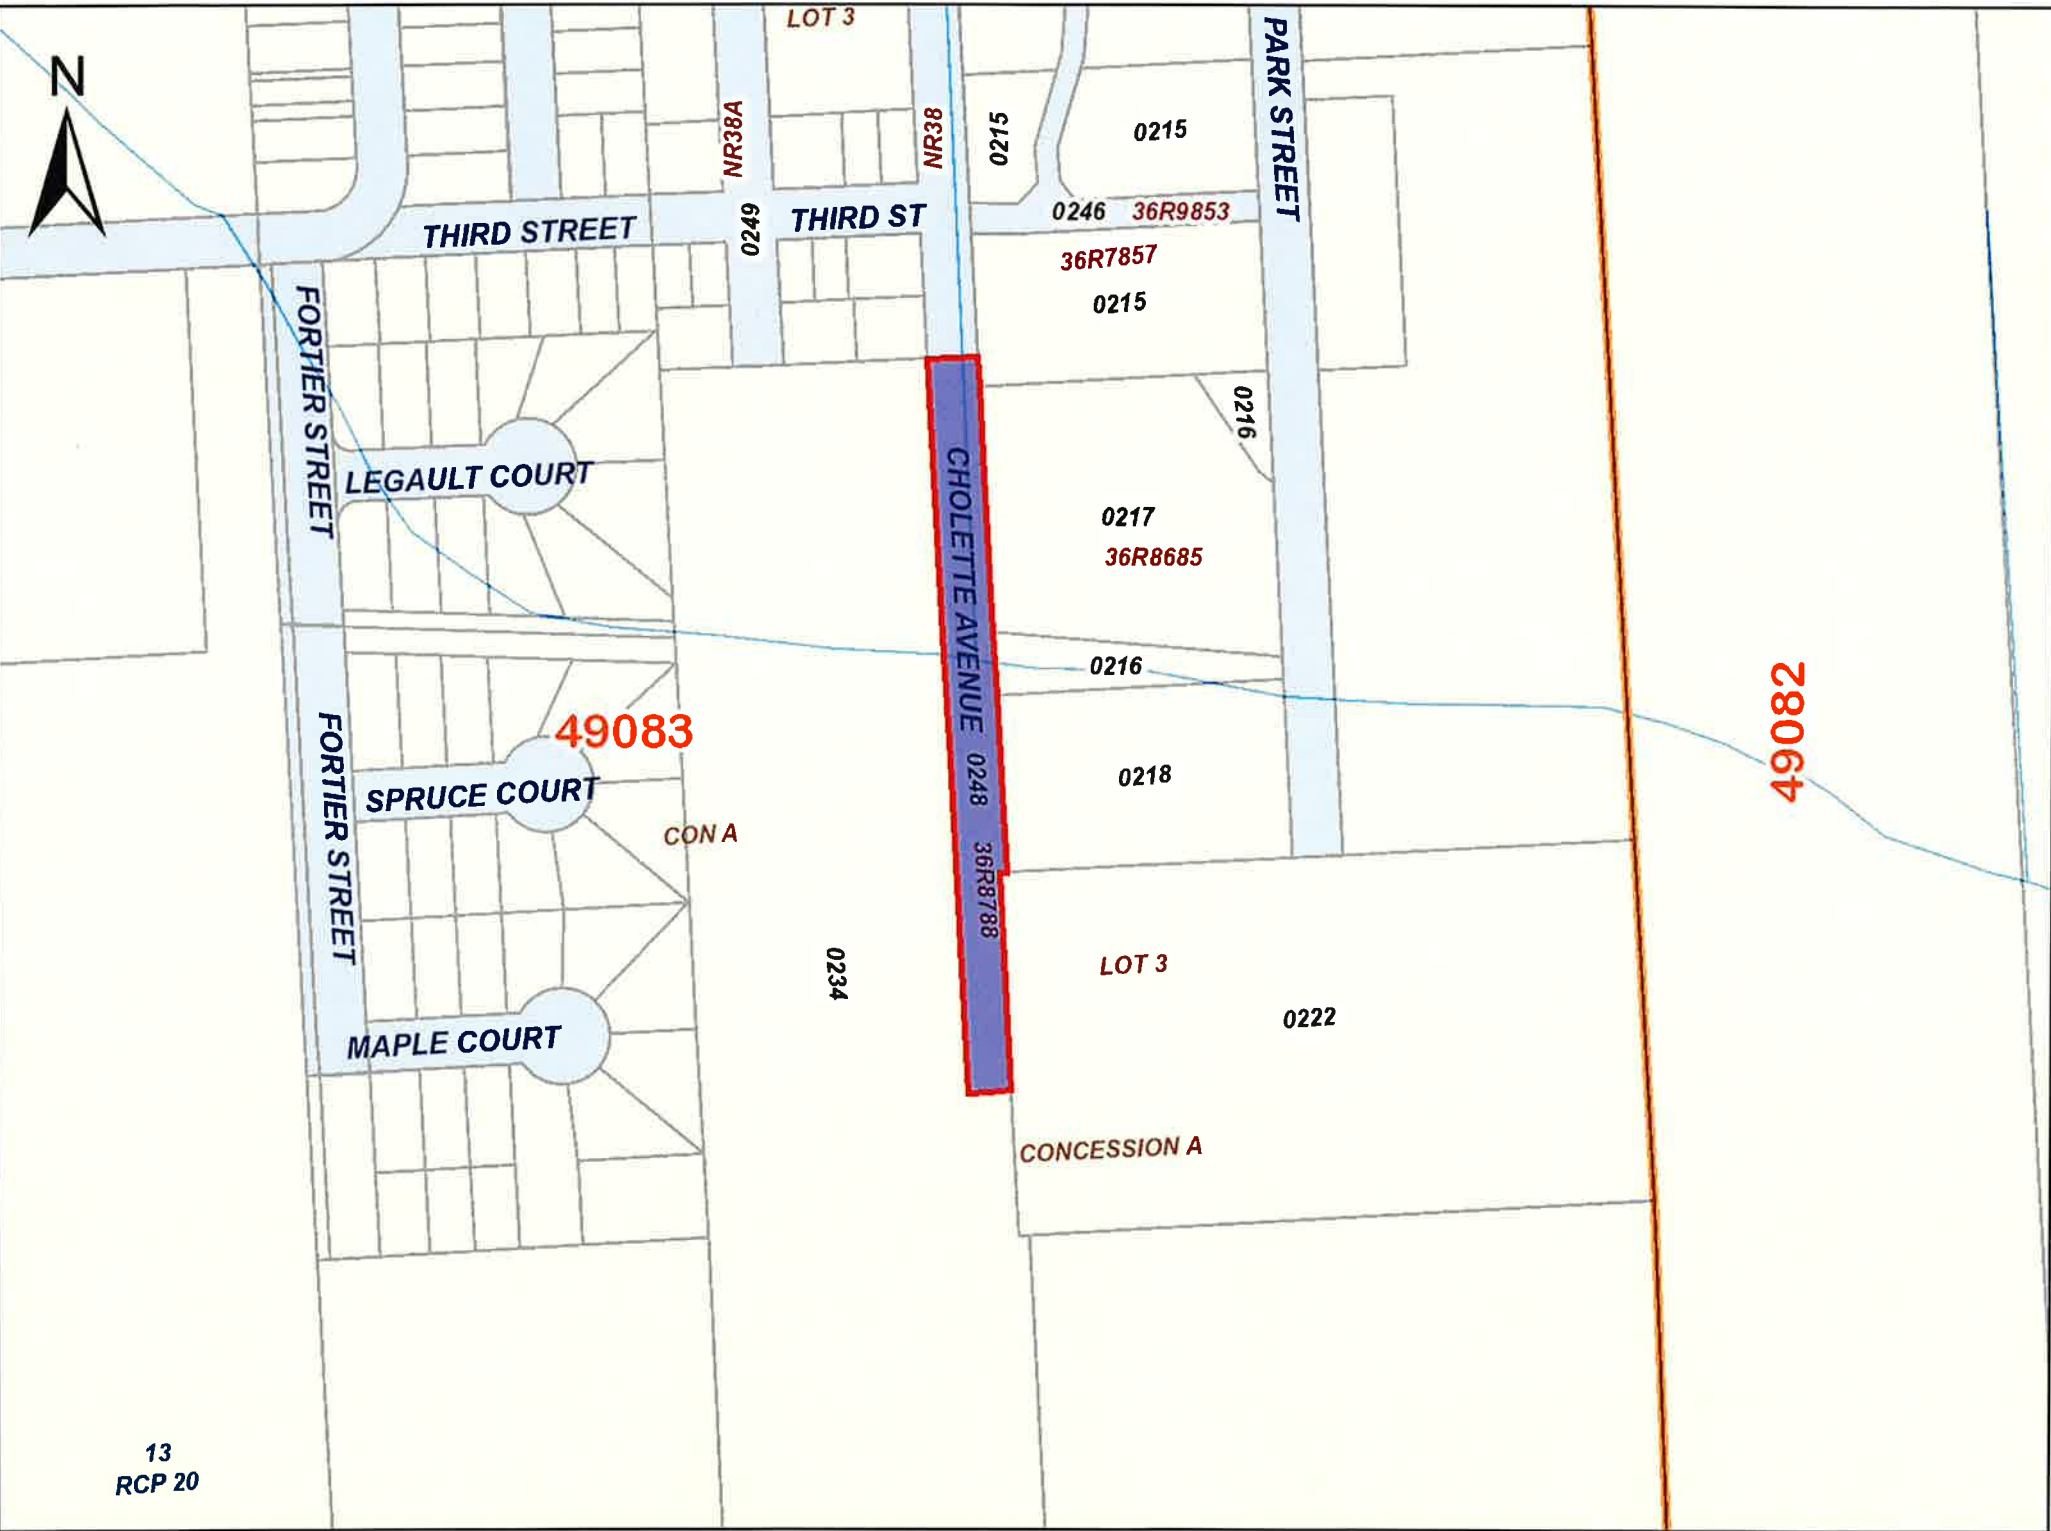 LOT 3
N
PARK STREET
NR38A
NR38
0215
0215
0249
THIRD STREET
THIRD ST
0246 36R9853
36R7857
0215
FORTIER STREET
0216
LEGAULT COURT
CHOLETTE AVENUE 0248 36R8788
0217
36R8685
0216
49083
49082
FORTIER STREET
SPRUCE COURT
0218
CON A
0234
LOT 3
0222
MAPLE COURT
CONCESSION A
13
RCP 20